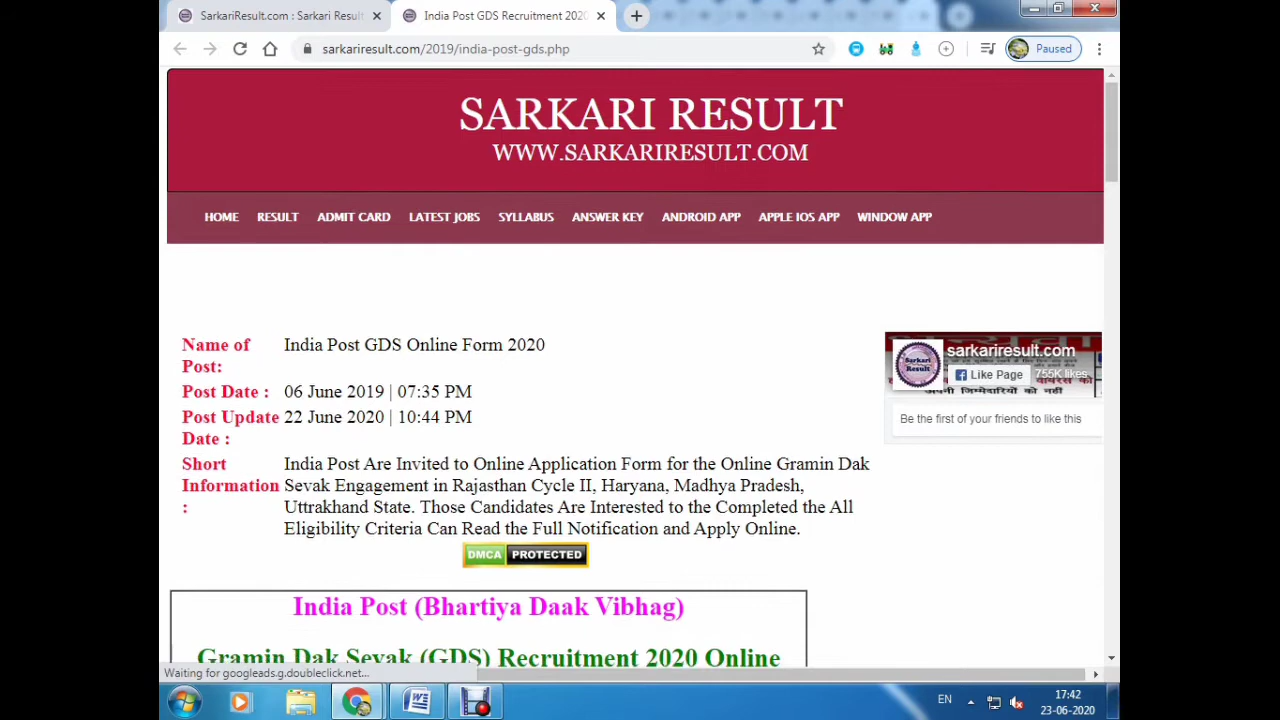 SarkariResult.com : Sarkari Result
India Post GDS Recruitment 2020
sarkariresult.com/2019/india-post-gds.php
Paused
SARKARI RESULT
WWW.SARKARIRESULT.COM
HOME RESULT ADMIT CARD LATEST JOBS SYLLABUS ANSWER KEY ANDROID APP APPLE IOS APP WINDOW APP
Name of Post: India Post GDS Online Form 2020
Post Date : 06 June 2019 | 07:35 PM
Post Update Date : 22 June 2020 | 10:44 PM
Short Information : India Post Are Invited to Online Application Form for the Online Gramin Dak
Sevak Engagement in Rajasthan Cycle II, Haryana, Madhya Pradesh,
Uttrakhand State. Those Candidates Are Interested to the Completed the All
Eligibility Criteria Can Read the Full Notification and Apply Online.
DMCA PROTECTED
sarkariresult.com
Sarkari Result
Like Page
755K likes
वायरस
अपनी जिम्मेदारियों को नहीं
Be the first of your friends to like this
India Post (Bhartiya Daak Vibhag)
Gramin Dak Sevak (GDS) Recruitment 2020 Online
Waiting for googleads.g.doubleclick.net...
EN
17:42
23-06-2020